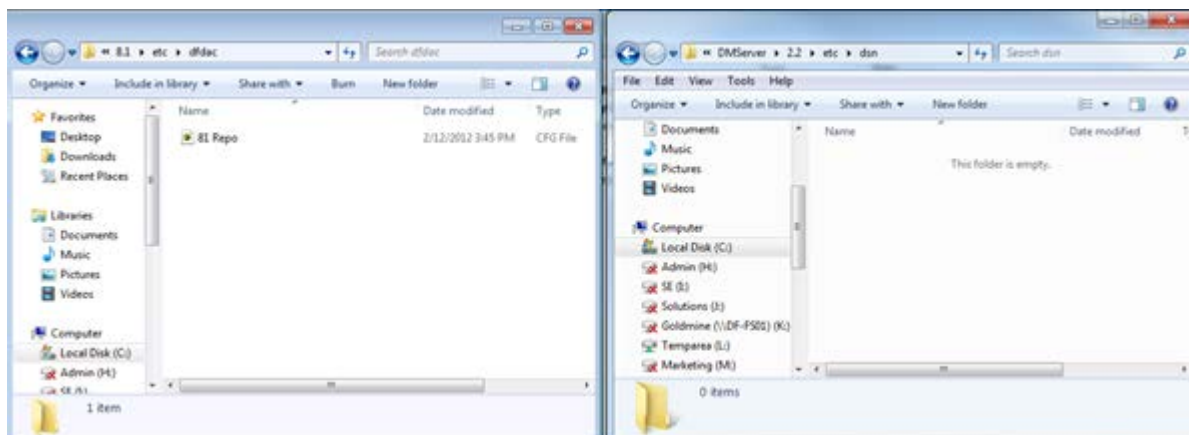 « 8.1 ▸ etc ▸ dfdac
Search dfdac
Organize
Include in library
Share with
Burn
New folder
Favorites
Desktop
Downloads
Recent Places
Libraries
Documents
Music
Pictures
Videos
Computer
Local Disk (C:)
Admin (H:)
SE (I:)
Name
Date modified
Type
81 Repo
2/12/2012 3:45 PM
CFG File
1 item
« DMServer ▸ 2.2 ▸ etc ▸ dsn
Search dsn
File Edit View Tools Help
Organize
Include in library
Share with
New folder
Documents
Music
Pictures
Videos
Computer
Local Disk (C:)
Admin (H:)
SE (I:)
Solutions (J:)
Goldmine (\\DF-FS01) (K:)
Temparea (L:)
Marketing (M:)
Name
Date modified
This folder is empty.
0 items